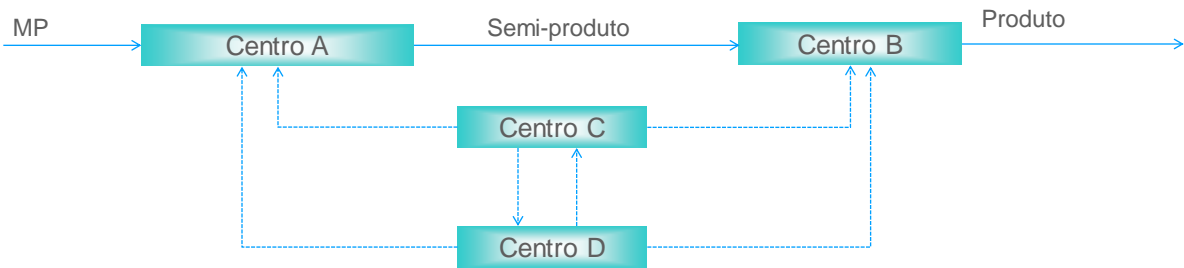 MP
Centro A
Semi-produto
Centro B
Produto
Centro C
Centro D